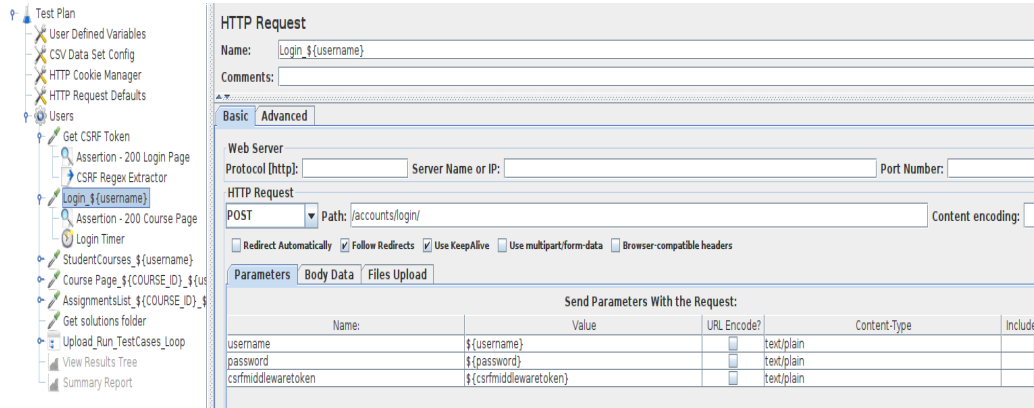 Test Plan
User Defined Variables
CSV Data Set Config
HTTP Cookie Manager
HTTP Request Defaults
Users
Get CSRF Token
Assertion - 200 Login Page
CSRF Regex Extractor
Login_${username}
Assertion - 200 Course Page
Login Timer
StudentCourses_${username}
Course Page_${COURSE_ID}_${us
AssignmentsList_${COURSE_ID}_$
Get solutions folder
Upload_Run_TestCases_Loop
View Results Tree
Summary Report
HTTP Request
Name: Login_${username}
Comments:
Basic Advanced
Web Server
Protocol [http]: Server Name or IP: Port Number:
HTTP Request
POST Path: /accounts/login/ Content encoding:
Redirect Automatically Follow Redirects Use KeepAlive Use multipart/form-data Browser-compatible headers
Parameters Body Data Files Upload
Send Parameters With the Request:
Name: Value URL Encode? Content-Type Include
username ${username} text/plain
password ${password} text/plain
csrfmiddlewaretoken ${csrfmiddlewaretoken} text/plain